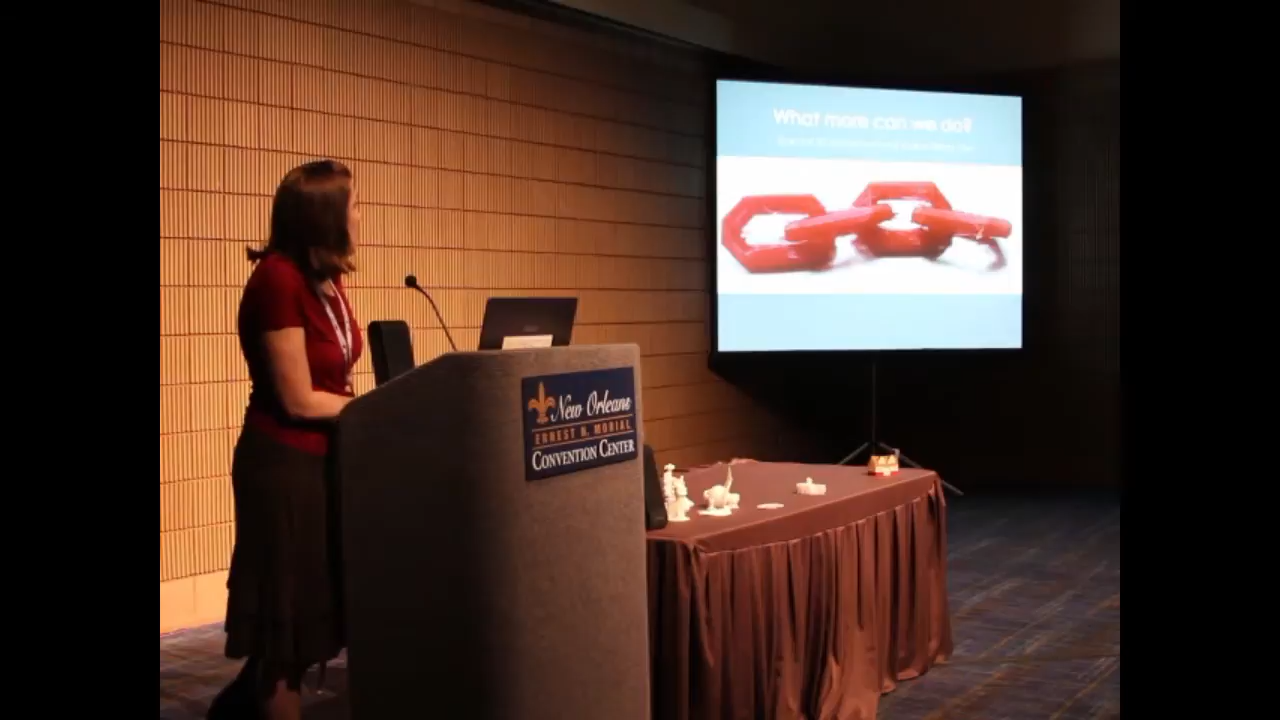 What more can we do?
New Orleans
ERNEST N. MORIAL
CONVENTION CENTER